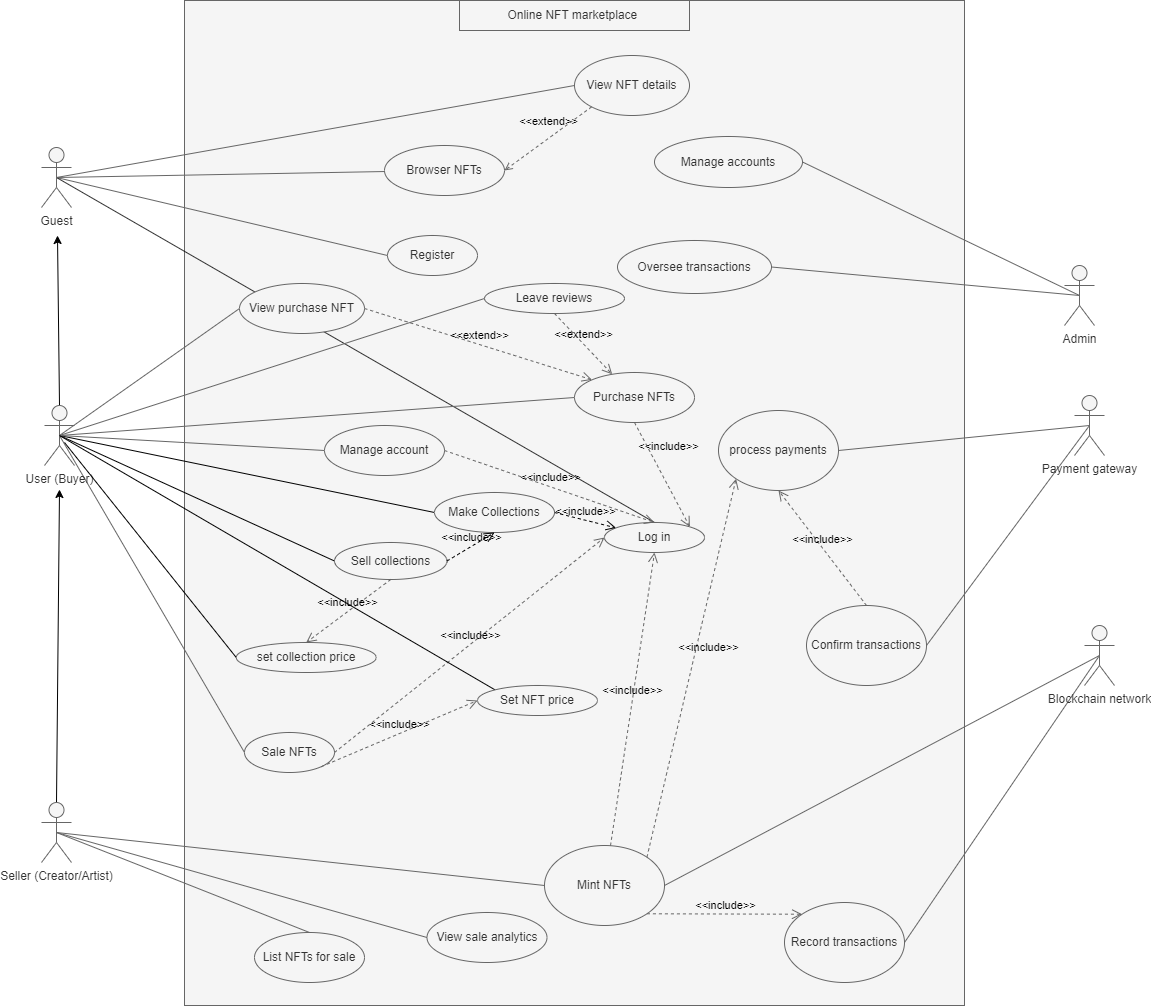 Online NFT marketplace
View NFT details
<<extend>>
Browser NFTs
Manage accounts
Guest
Register
Oversee transactions
View purchase NFT
Leave reviews
<<extend>>
<<extend>>
Admin
Purchase NFTs
Manage account
<<include>>
process payments
Payment gateway
User (Buyer)
<<include>>
Make Collections
<<include>>
<<include>>
Log in
<<include>>
Sell collections
<<include>>
<<include>>
<<include>>
Confirm transactions
set collection price
<<include>>
Set NFT price
Blockchain network
<<include>>
Sale NFTs
Seller (Creator/Artist)
Mint NFTs
<<include>>
View sale analytics
Record transactions
List NFTs for sale